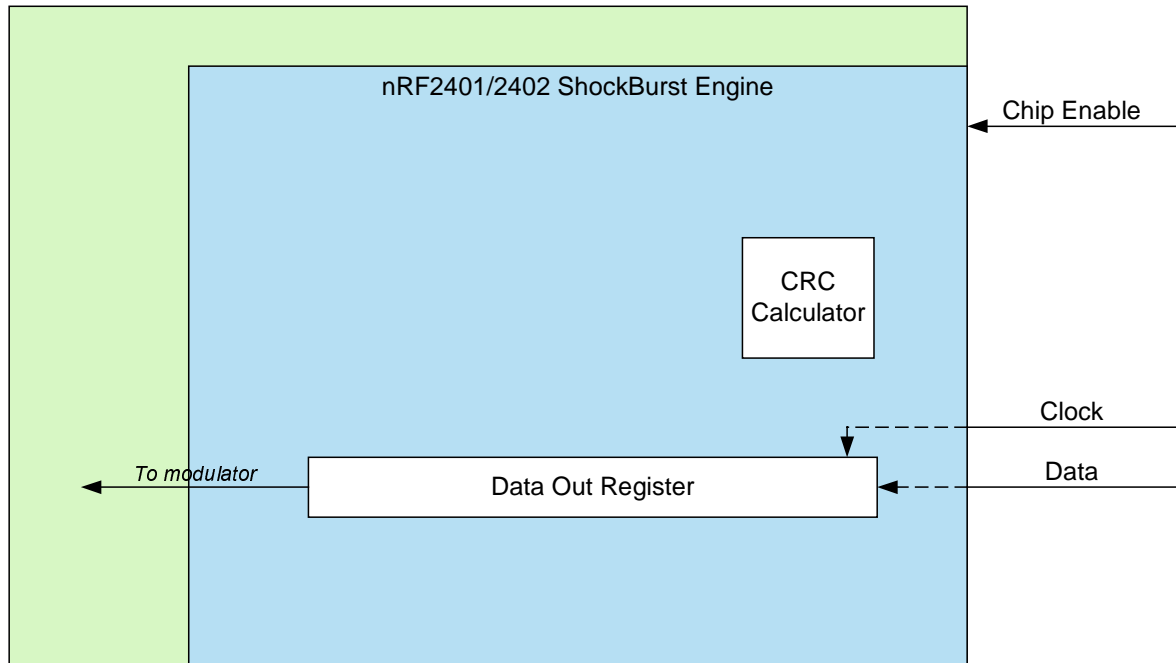 nRF2401/2402 ShockBurst Engine
Chip Enable
CRC
Calculator
Clock
To modulator
Data Out Register
Data